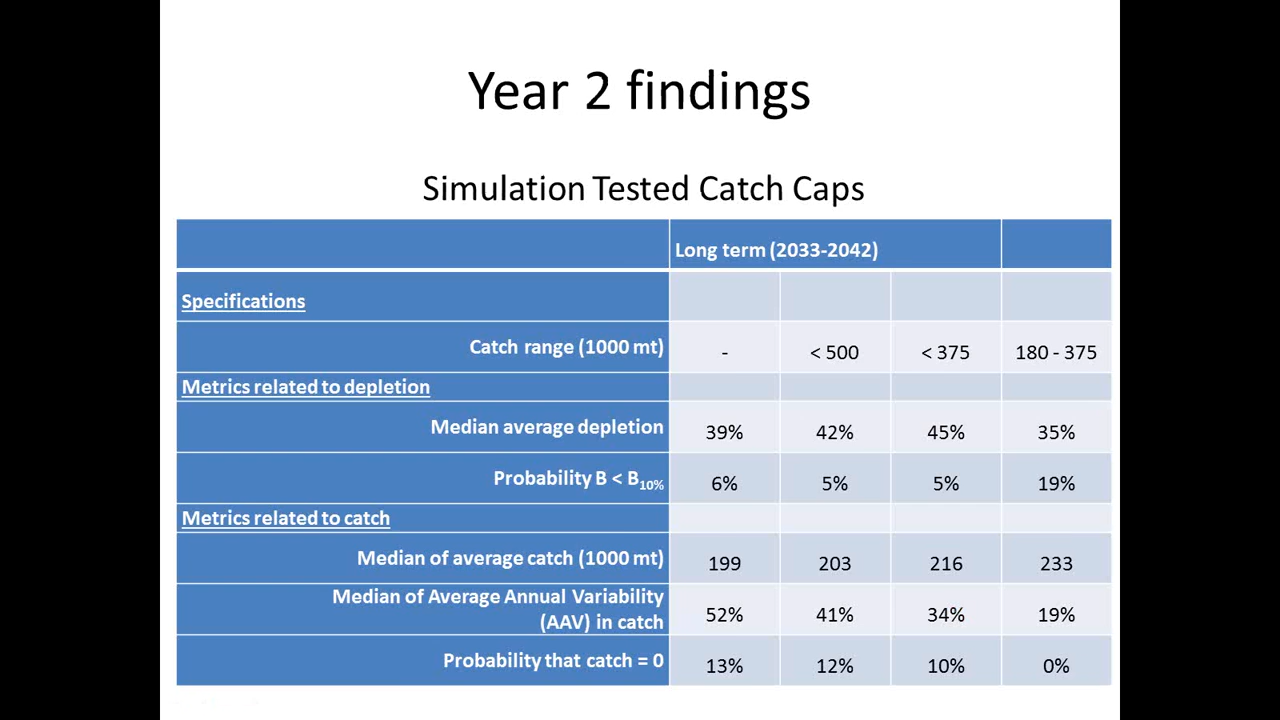 Year 2 findings
Simulation Tested Catch Caps
Long term (2033-2042)
Specifications
Catch range (1000 mt) - < 500 < 375 180 - 375
Metrics related to depletion
Median average depletion 39% 42% 45% 35%
Probability B < B10% 6% 5% 5% 19%
Metrics related to catch
Median of average catch (1000 mt) 199 203 216 233
Median of Average Annual Variability
(AAV) in catch 52% 41% 34% 19%
Probability that catch = 0 13% 12% 10% 0%